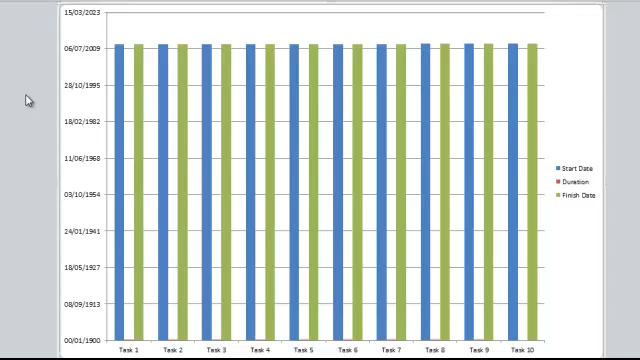 15/03/2023
06/07/2009
28/10/1995
18/02/1982
11/06/1968
03/10/1954
24/01/1941
18/05/1927
08/09/1913
00/01/1900
Task 1 Task 2 Task 3 Task 4 Task 5 Task 6 Task 7 Task 8 Task 9 Task 10
Start Date
Duration
Finish Date